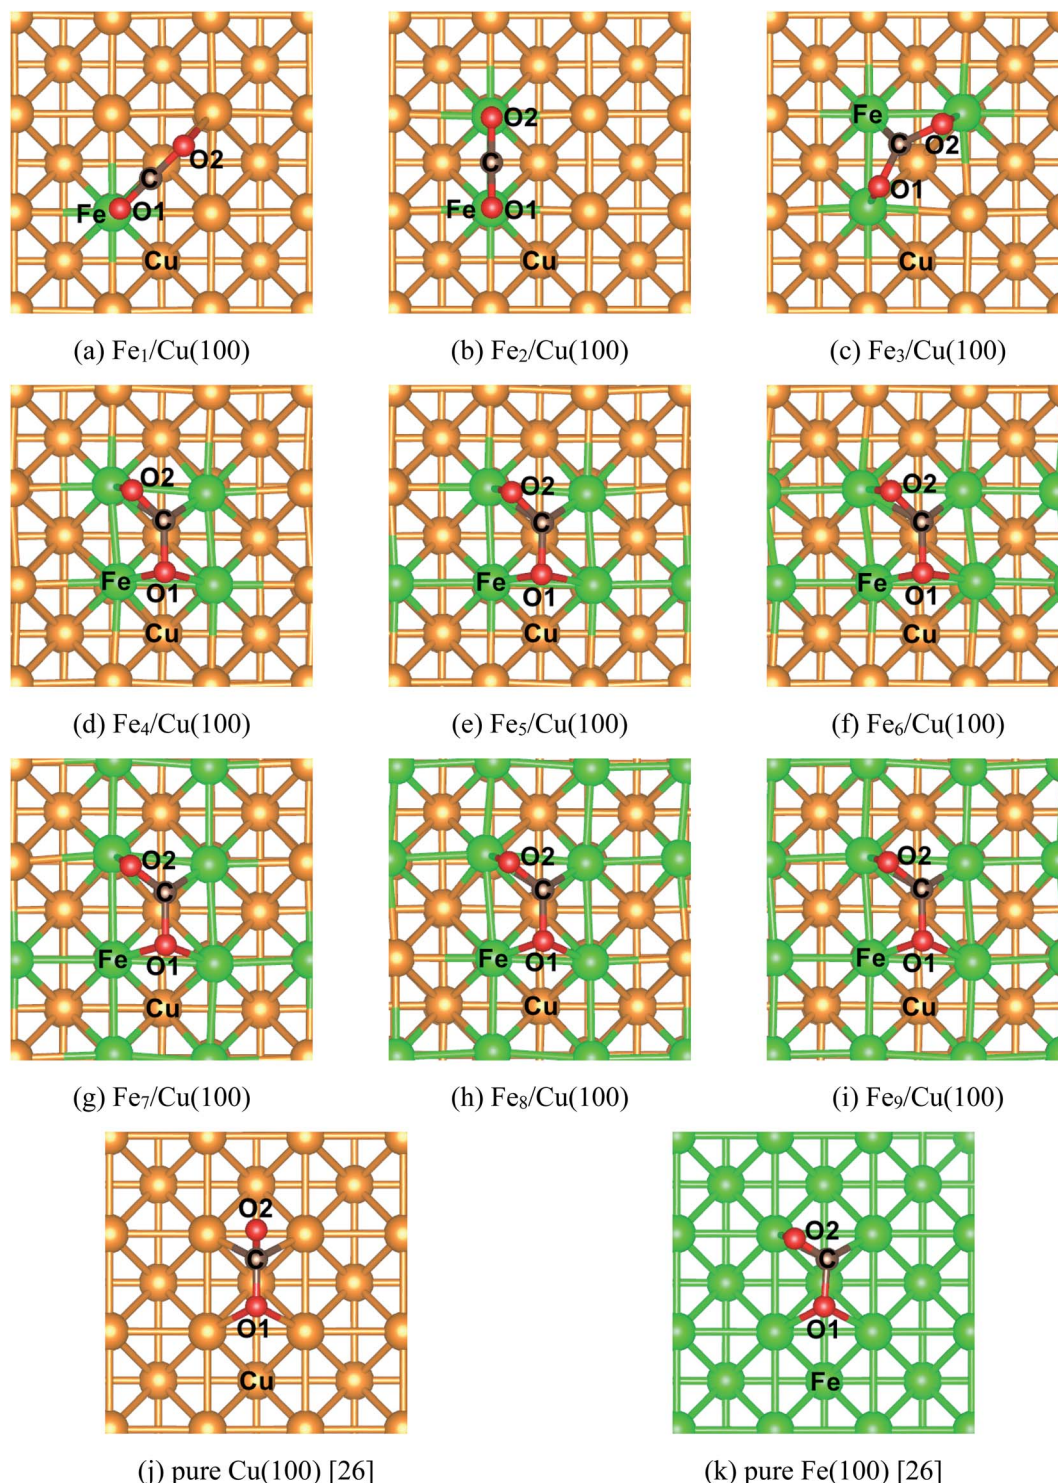 O2
C
Fe
O1
Cu
(a) Fe₁/Cu(100)
O2
C
Fe
O1
Cu
(b) Fe₂/Cu(100)
Fe
C
O2
O1
Cu
(c) Fe₃/Cu(100)
O2
C
Fe
O1
Cu
(d) Fe₄/Cu(100)
O2
C
Fe
O1
Cu
(e) Fe₅/Cu(100)
O2
C
Fe
O1
Cu
(f) Fe₆/Cu(100)
O2
C
Fe
O1
Cu
(g) Fe₇/Cu(100)
O2
C
Fe
O1
Cu
(h) Fe₈/Cu(100)
O2
C
Fe
O1
Cu
(i) Fe₉/Cu(100)
O2
C
O1
Cu
(j) pure Cu(100) [26]
O2
C
O1
Fe
(k) pure Fe(100) [26]